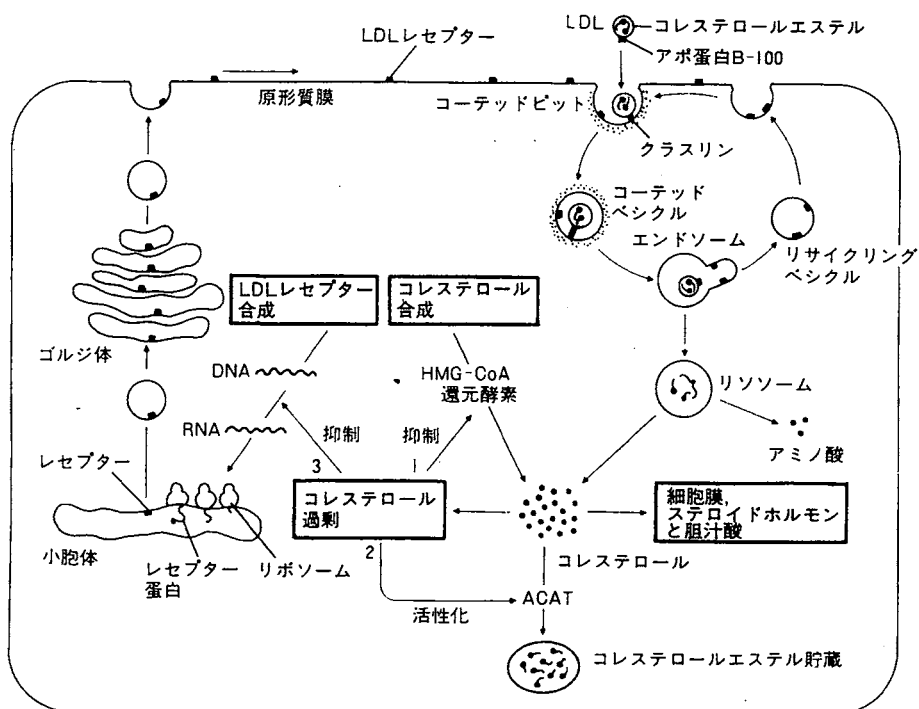 LDL
コレステロールエステル
アポ蛋白B-100
LDLレセプター
原形質膜
コーテッドピット
クラスリン
コーテッド
ベシクル
エンドソーム
リサイクリング
ベシクル
LDLレセプター
合成
コレステロール
合成
ゴルジ体
DNA
HMG-CoA
還元酵素
リソソーム
RNA
抑制
抑制
アミノ酸
3
1
レセプター
コレステロール
過剰
細胞膜,
ステロイドホルモン
と胆汁酸
小胞体
レセプター
蛋白
リボソーム
2
コレステロール
活性化
ACAT
コレステロールエステル貯蔵